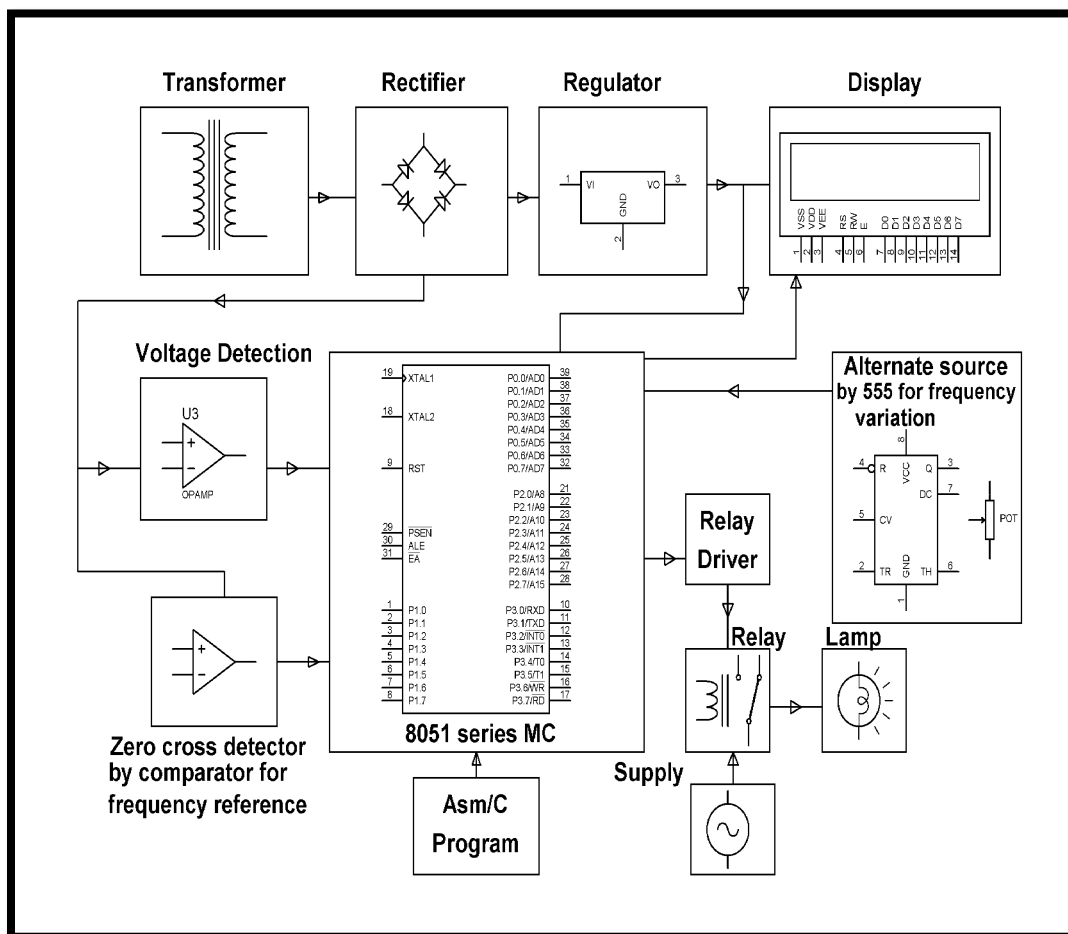 Transformer
Rectifier
Regulator
Display
1
VI
VO
3
GND
2
VSS
VDD
VEE
RS
RW
E
D0
D1
D2
D3
D4
D5
D6
D7
1
2
3
4
5
6
7
8
9
10
11
12
13
14
Voltage Detection
U3
OPAMP
19
XTAL1
18
XTAL2
9
RST
29
PSEN
30
ALE
31
EA
1
P1.0
2
P1.1
3
P1.2
4
P1.3
5
P1.4
6
P1.5
7
P1.6
8
P1.7
P0.0/AD0
39
P0.1/AD1
38
P0.2/AD2
37
P0.3/AD3
36
P0.4/AD4
35
P0.5/AD5
34
P0.6/AD6
33
P0.7/AD7
32
P2.0/A8
21
P2.1/A9
22
P2.2/A10
23
P2.3/A11
24
P2.4/A12
25
P2.5/A13
26
P2.6/A14
27
P2.7/A15
28
P3.0/RXD
10
P3.1/TXD
11
P3.2/INT0
12
P3.3/INT1
13
P3.4/T0
14
P3.5/T1
15
P3.6/WR
16
P3.7/RD
17
8051 series MC
Alternate source
by 555 for frequency
variation
8
VCC
4
R
Q
3
DC
7
5
CV
POT
2
TR
GND
TH
6
1
Relay
Driver
Relay
Lamp
Zero cross detector
by comparator for
frequency reference
Supply
Asm/C
Program